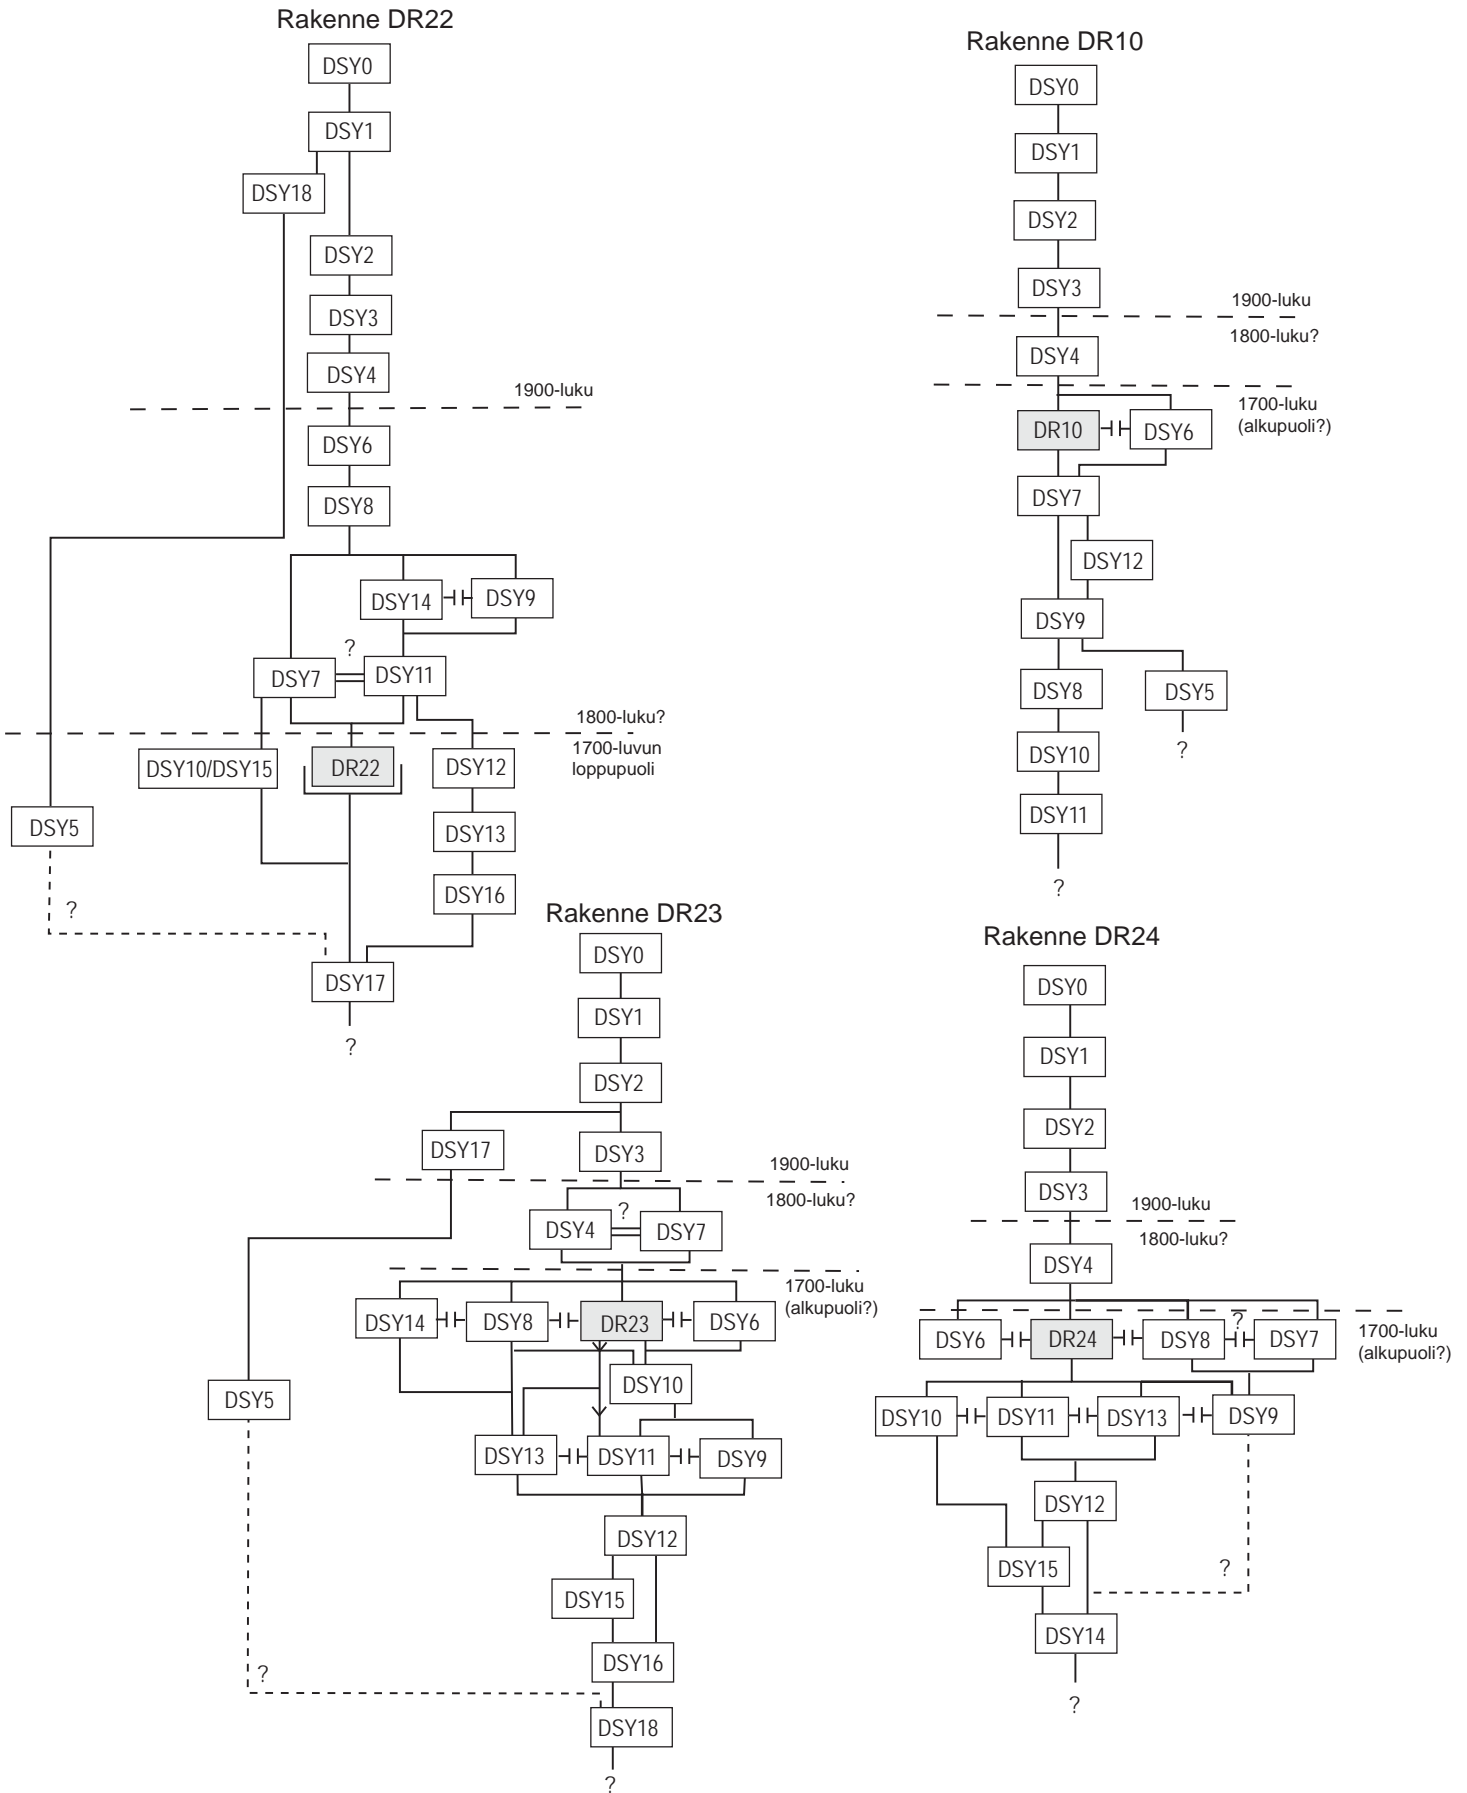 Rakenne DR22
DSY0
DSY1
DSY18
DSY2
DSY3
DSY4
1900-luku
DSY6
DSY8
DSY14
DSY9
?
DSY7
DSY11
1800-luku?
1700-luvun
loppupuoli
DSY10/DSY15
DR22
DSY12
DSY5
DSY13
?
DSY16
DSY17
?
Rakenne DR10
DSY0
DSY1
DSY2
DSY3
1900-luku
1800-luku?
DSY4
1700-luku
(alkupuoli?)
DR10
DSY6
DSY7
DSY12
DSY9
DSY8
DSY5
?
DSY10
DSY11
?
Rakenne DR23
DSY0
DSY1
DSY2
DSY17
DSY3
1900-luku
1800-luku?
?
DSY4
DSY7
1700-luku
(alkupuoli?)
DSY14
DSY8
DR23
DSY6
DSY10
DSY5
DSY13
DSY11
DSY9
DSY12
DSY15
DSY16
?
DSY18
?
Rakenne DR24
DSY0
DSY1
DSY2
DSY3
1900-luku
1800-luku?
DSY4
?
1700-luku
(alkupuoli?)
DSY6
DR24
DSY8
DSY7
DSY10
DSY11
DSY13
DSY9
DSY12
DSY15
?
DSY14
?